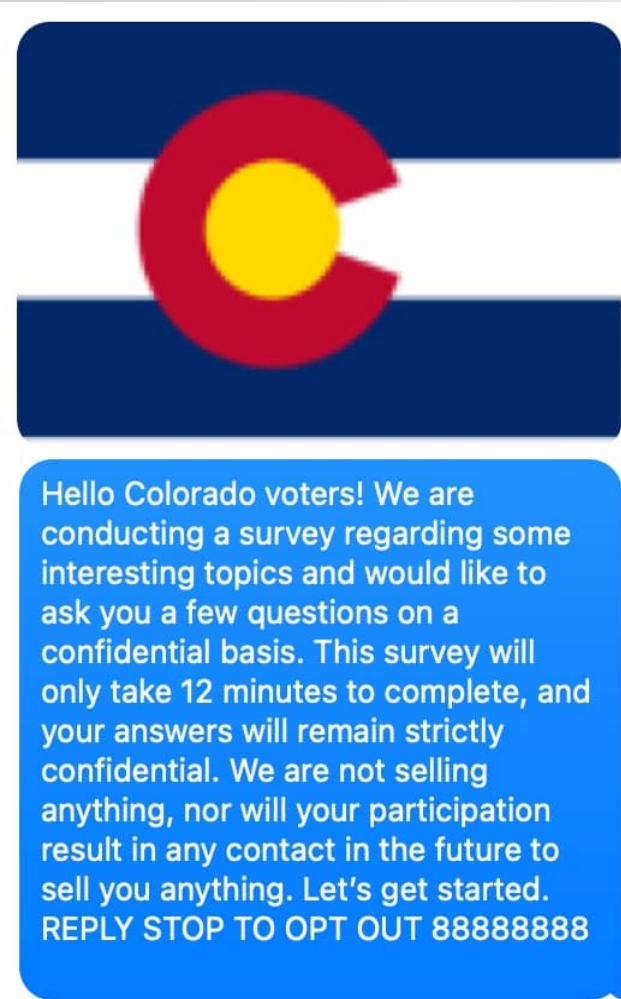 Hello Colorado voters! We are
conducting a survey regarding some
interesting topics and would like to
ask you a few questions on a
confidential basis. This survey will
only take 12 minutes to complete, and
your answers will remain strictly
confidential. We are not selling
anything, nor will your participation
result in any contact in the future to
sell you anything. Let’s get started.
REPLY STOP TO OPT OUT 88888888